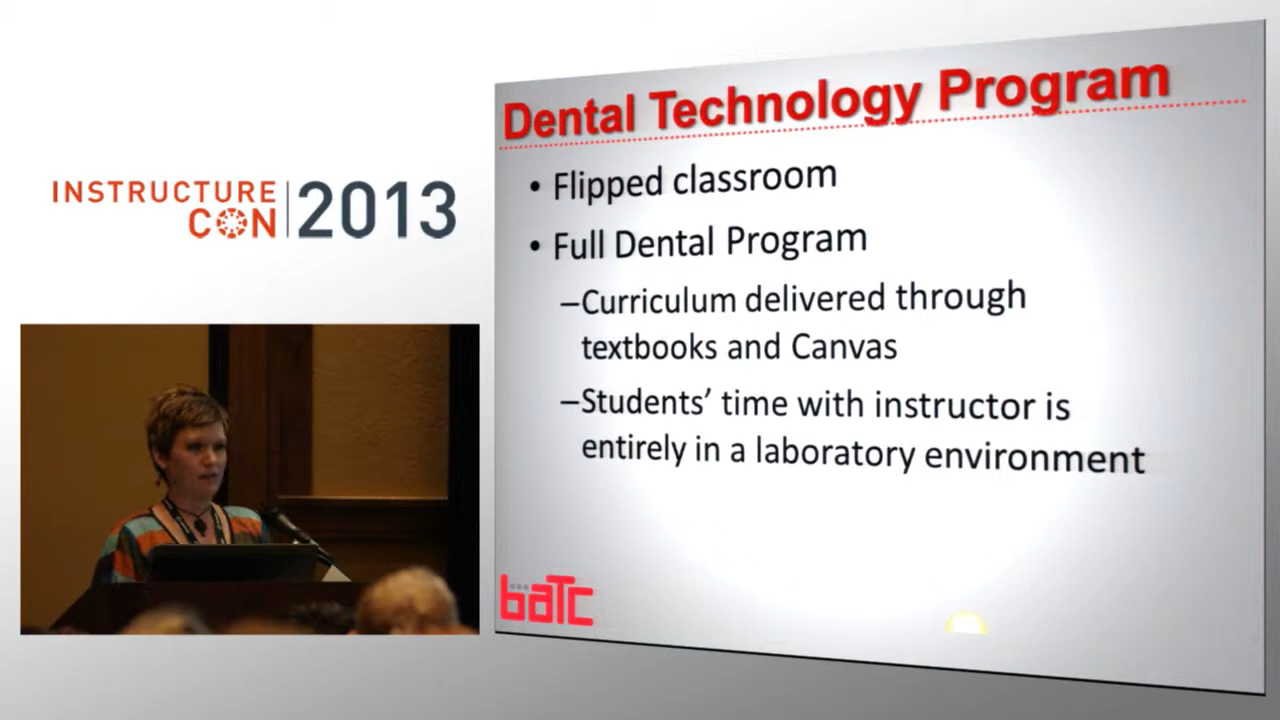 INSTRUCTURE
CON 2013
Dental Technology Program
• Flipped classroom
• Full Dental Program
–Curriculum delivered through
textbooks and Canvas
–Students’ time with instructor is
entirely in a laboratory environment
baTc